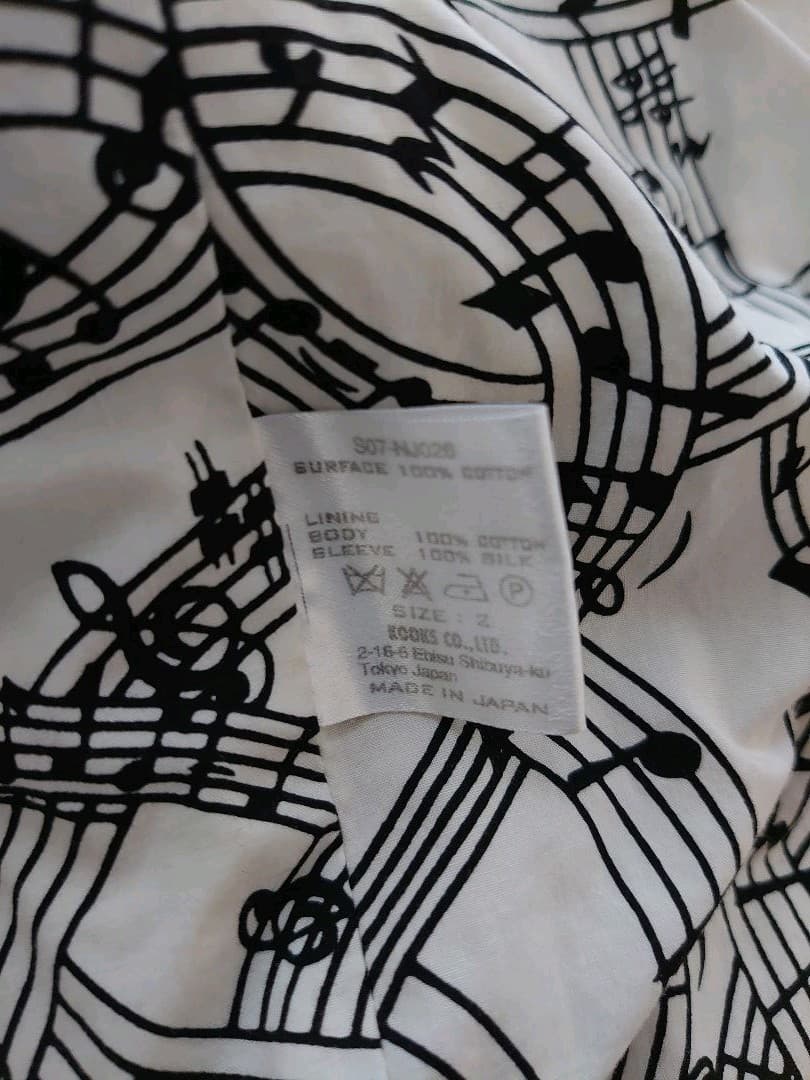 S07-NJ026
SURFACE 100% COTTON
LINING
BODY 100% COTTON
SLEEVE 100% SILK
P
SIZE : 2
KOOKS CO.,LTD.
2-16-6 Ebisu Shibuya-ku
Tokyo Japan
MADE IN JAPAN